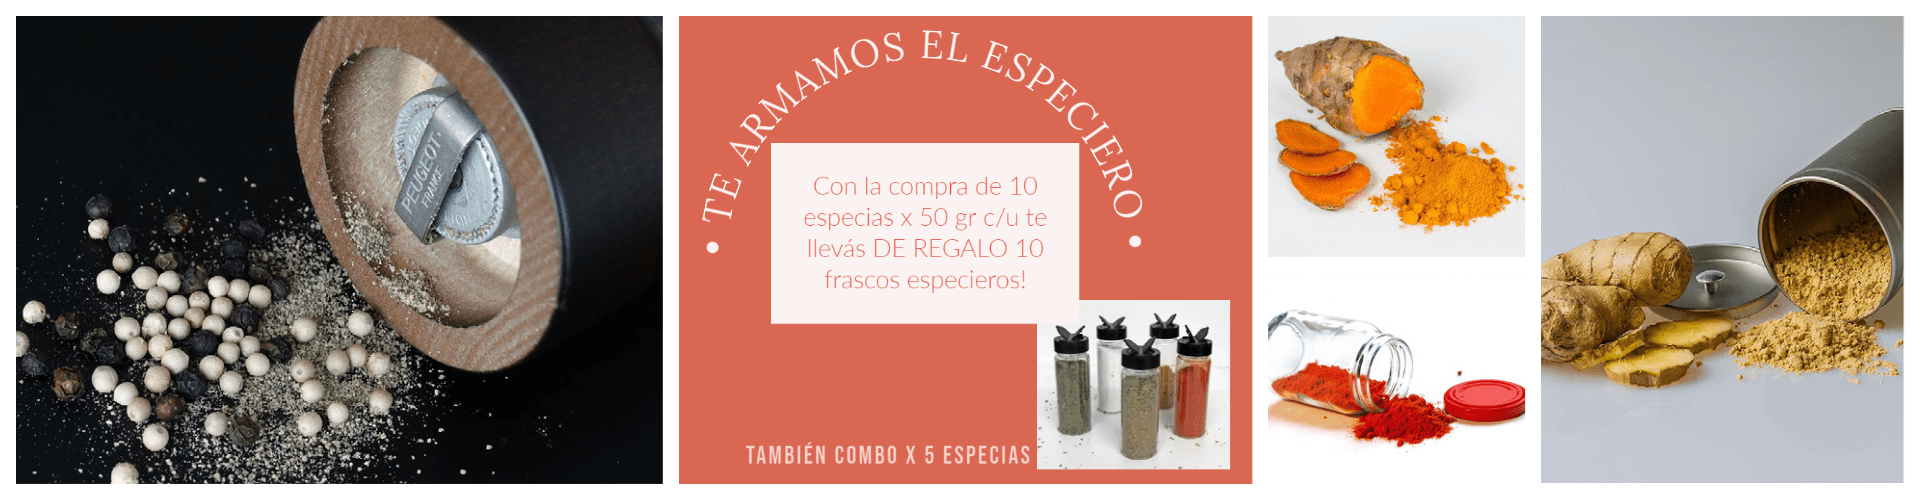 • TE ARMAMOS EL ESPECIERO •
Con la compra de 10
especias x 50 gr c/u te
llevás DE REGALO 10
frascos especieros!
TAMBIÉN COMBO X 5 ESPECIAS
PEUGEOT
FRANCE